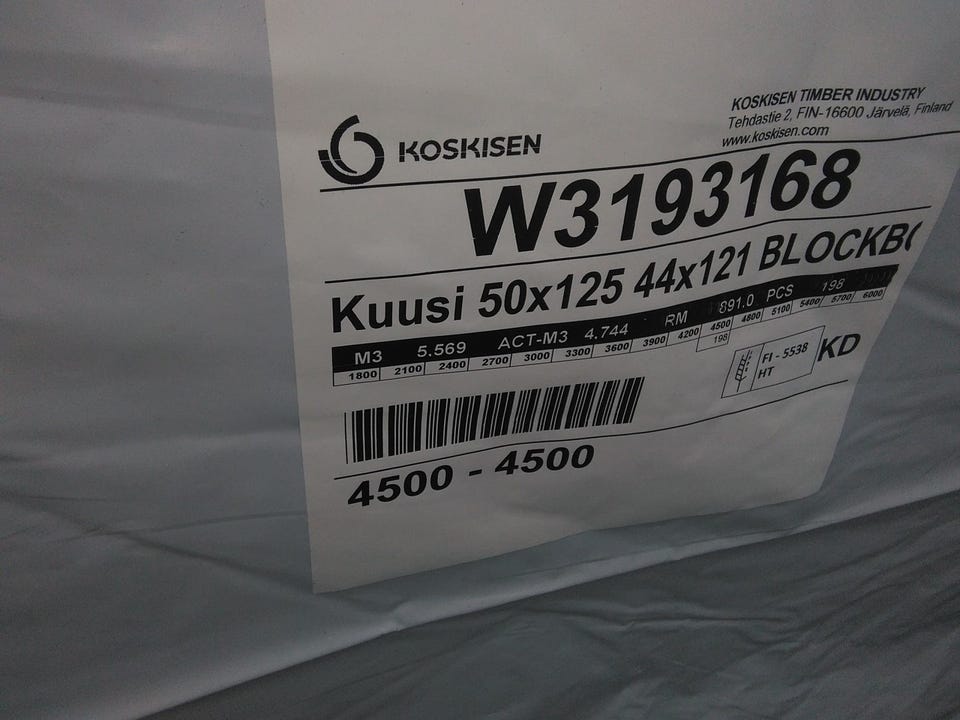 KOSKISEN
KOSKISEN TIMBER INDUSTRY
Tehdastie 2, FIN-16600 Järvelä, Finland
www.koskisen.com
W3193168
Kuusi 50x125 44x121 BLOCKBO
M3 5.569 ACT-M3 4.744 RM 891.0 PCS 198
1800 2100 2400 2700 3000 3300 3600 3900 4200 4500 4800 5100 5400 5700 6000
198
FI - 5538
HT
KD
4500 - 4500